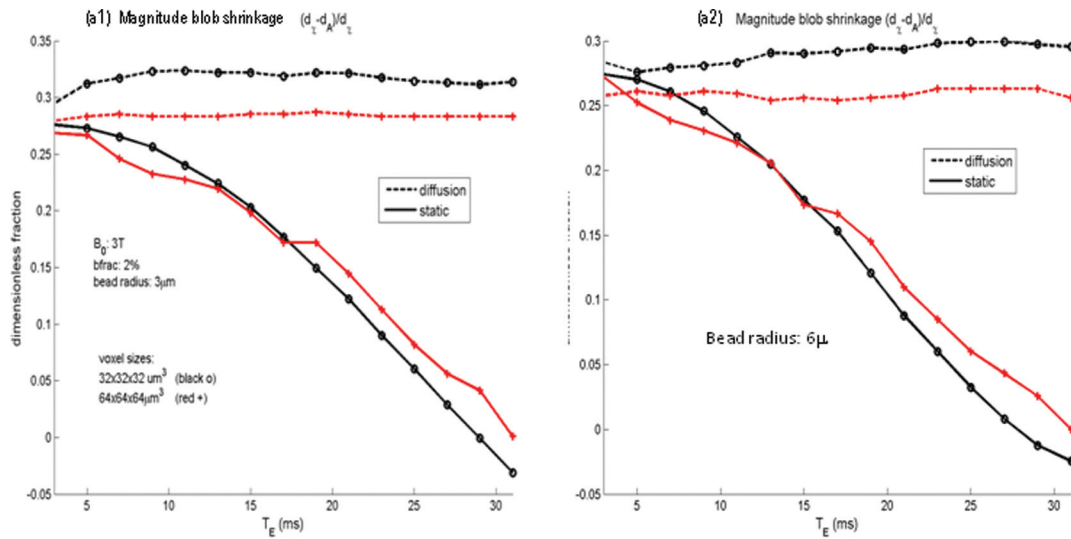 (a1) Magnitude blob shrinkage (dχ-dA)/dχ
0.35
0.3
0.25
0.2
0.15
0.1
0.05
0
-0.05
dimensionless fraction
diffusion
static
B0: 3T
bfrac: 2%
bead radius: 3μm
voxel sizes:
32x32x32 um³ (black o)
64x64x64μm³ (red +)
5 10 15 20 25 30
TE (ms)
(a2) Magnitude blob shrinkage (dχ-dA)/dχ
0.3
0.25
0.2
0.15
0.1
0.05
0
-0.05
diffusion
static
Bead radius: 6μ
5 10 15 20 25 30
TE (ms)